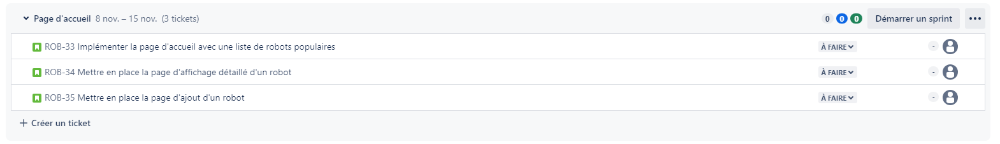 Page d'accueil 8 nov. – 15 nov. (3 tickets) 0 0 0 Démarrer un sprint
ROB-33 Implémenter la page d'accueil avec une liste de robots populaires À FAIRE -
ROB-34 Mettre en place la page d'affichage détaillé d'un robot À FAIRE -
ROB-35 Mettre en place la page d'ajout d'un robot À FAIRE -
+ Créer un ticket